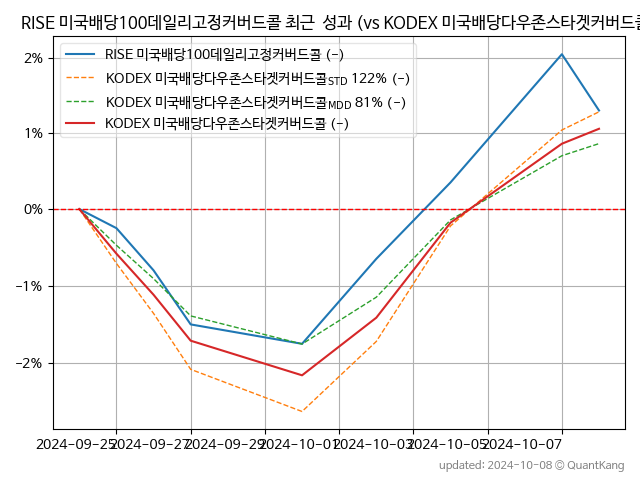 RISE 미국배당100데일리고정커버드콜 최근 성과 (vs KODEX 미국배당다우존스타겟커버드콜
RISE 미국배당100데일리고정커버드콜 (-)
KODEX 미국배당다우존스타겟커버드콜STD 122% (-)
KODEX 미국배당다우존스타겟커버드콜MDD 81% (-)
KODEX 미국배당다우존스타겟커버드콜 (-)
2%
1%
0%
-1%
-2%
2024-09-25 2024-09-27 2024-09-29 2024-10-01 2024-10-03 2024-10-05 2024-10-07
updated: 2024-10-08 © QuantKang